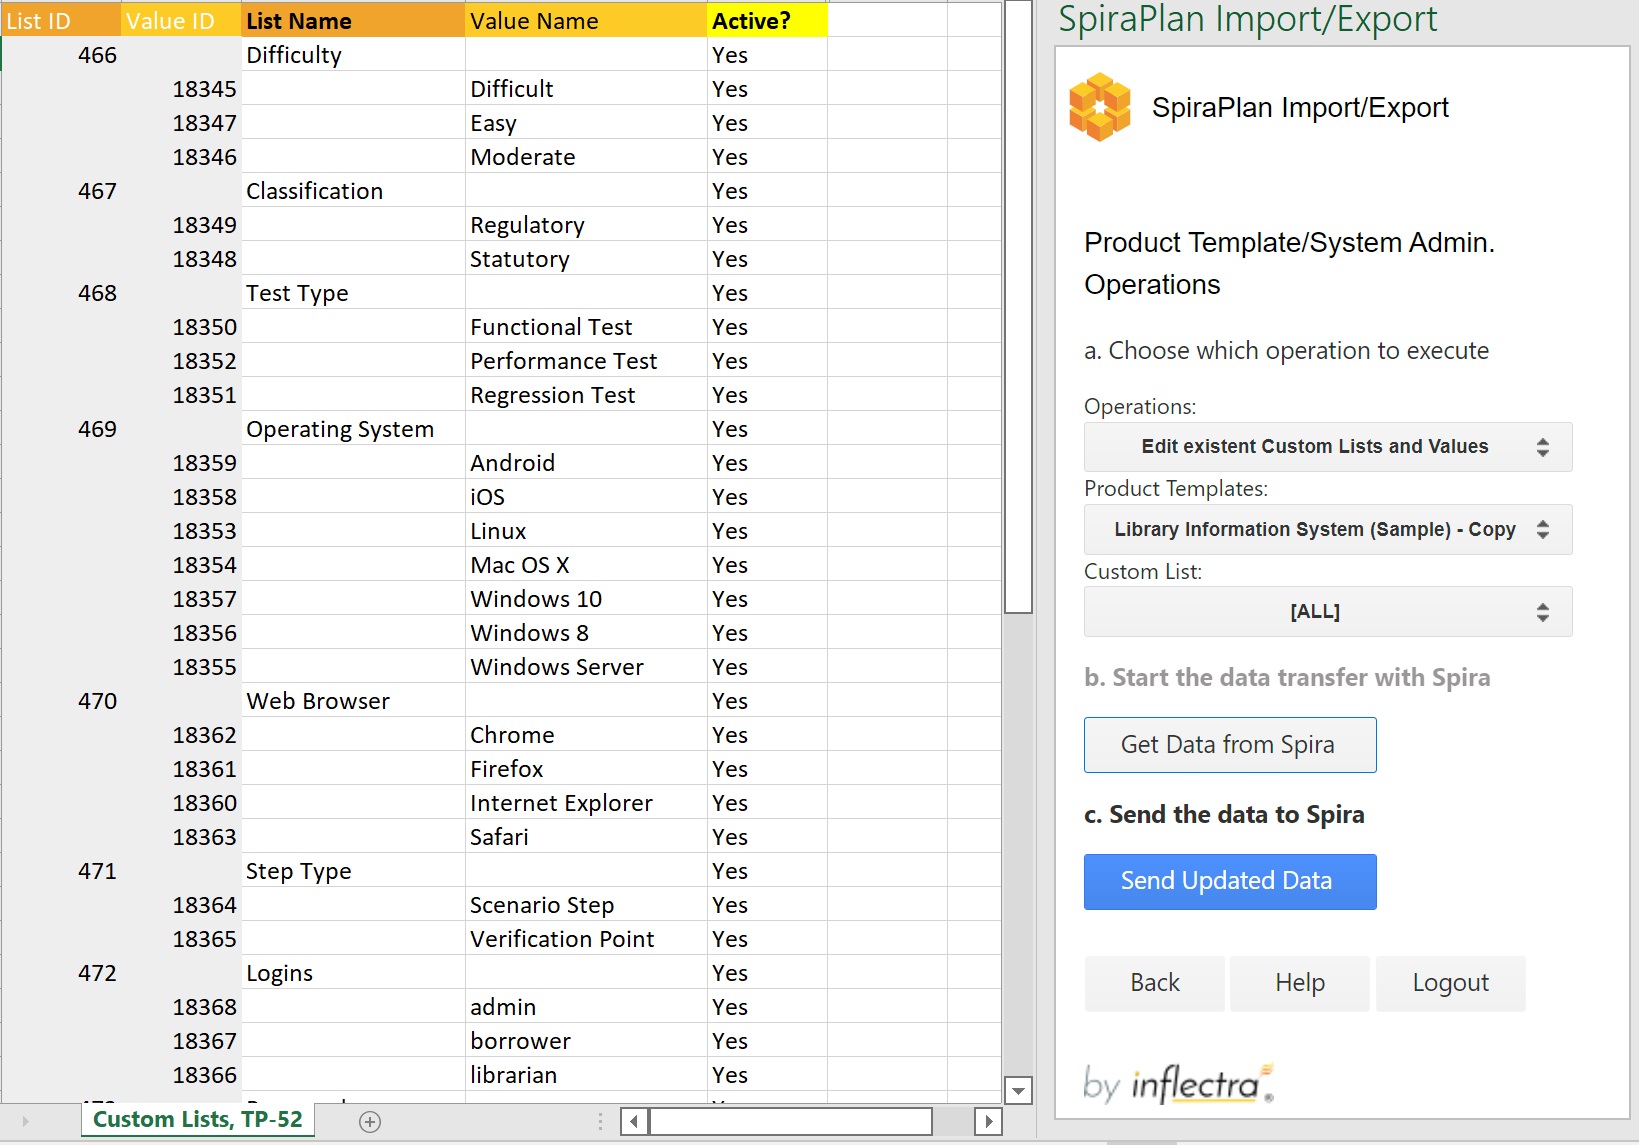 List ID Value ID List Name Value Name Active?
466 Difficulty Yes
18345 Difficult Yes
18347 Easy Yes
18346 Moderate Yes
467 Classification Yes
18349 Regulatory Yes
18348 Statutory Yes
468 Test Type Yes
18350 Functional Test Yes
18352 Performance Test Yes
18351 Regression Test Yes
469 Operating System Yes
18359 Android Yes
18358 iOS Yes
18353 Linux Yes
18354 Mac OS X Yes
18357 Windows 10 Yes
18356 Windows 8 Yes
18355 Windows Server Yes
470 Web Browser Yes
18362 Chrome Yes
18361 Firefox Yes
18360 Internet Explorer Yes
18363 Safari Yes
471 Step Type Yes
18364 Scenario Step Yes
18365 Verification Point Yes
472 Logins Yes
18368 admin Yes
18367 borrower Yes
18366 librarian Yes
Custom Lists, TP-52
SpiraPlan Import/Export
SpiraPlan Import/Export
Product Template/System Admin.
Operations
a. Choose which operation to execute
Operations:
Edit existent Custom Lists and Values
Product Templates:
Library Information System (Sample) - Copy
Custom List:
[ALL]
b. Start the data transfer with Spira
Get Data from Spira
c. Send the data to Spira
Send Updated Data
Back Help Logout
by inflectra®